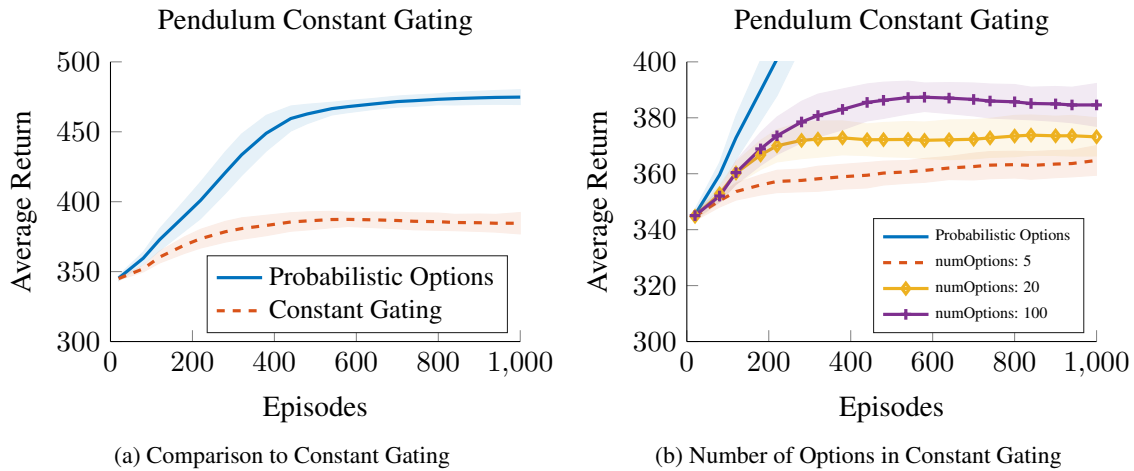 Pendulum Constant Gating
500
450
400
350
300
0
200
400
600
800
1,000
Average Return
Episodes
Probabilistic Options
Constant Gating
(a) Comparison to Constant Gating
Pendulum Constant Gating
400
380
360
340
320
300
0
200
400
600
800
1,000
Average Return
Episodes
Probabilistic Options
numOptions: 5
numOptions: 20
numOptions: 100
(b) Number of Options in Constant Gating